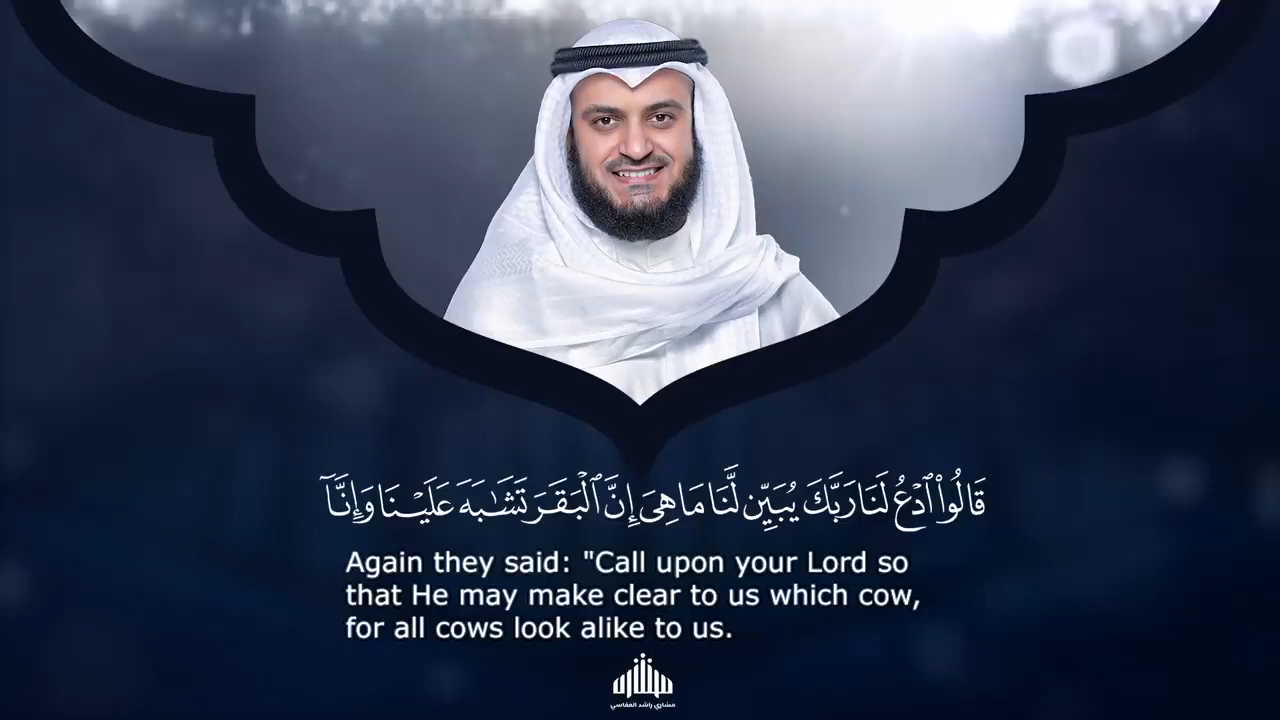 قَالُوا۟ ٱدْعُ لَنَا رَبَّكَ يُبَيِّن لَّنَا مَا هِىَ إِنَّ ٱلْبَقَرَ تَشَـٰبَهَ عَلَيْنَا وَإِنَّآ
Again they said: "Call upon your Lord so
that He may make clear to us which cow,
for all cows look alike to us.
مشاري راشد العفاسي